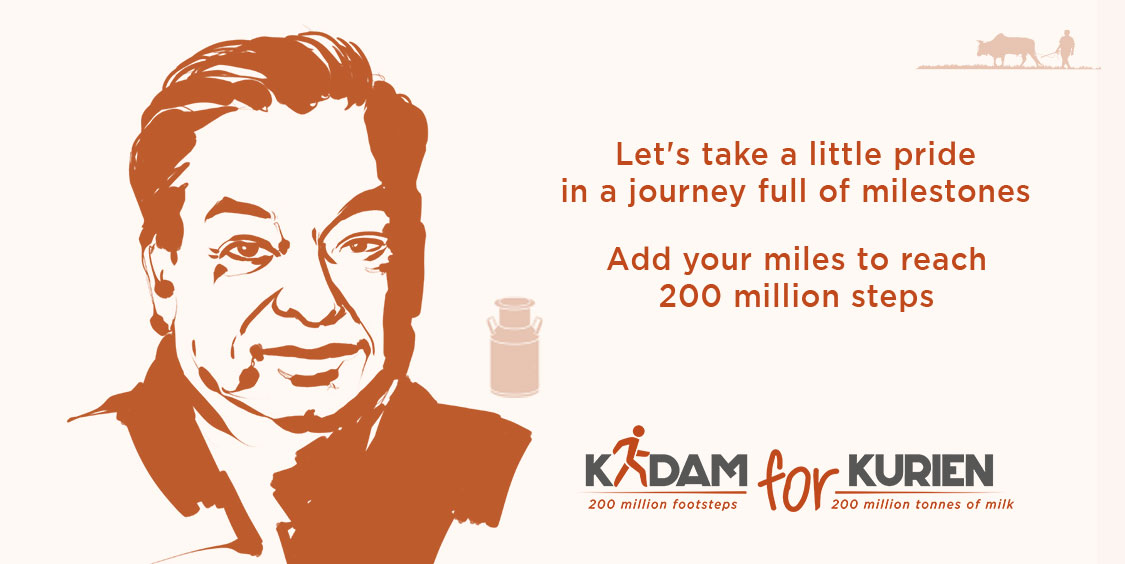 Let's take a little pride
in a journey full of milestones
Add your miles to reach
200 million steps
KADAM for KURIEN
200 million footsteps
200 million tonnes of milk